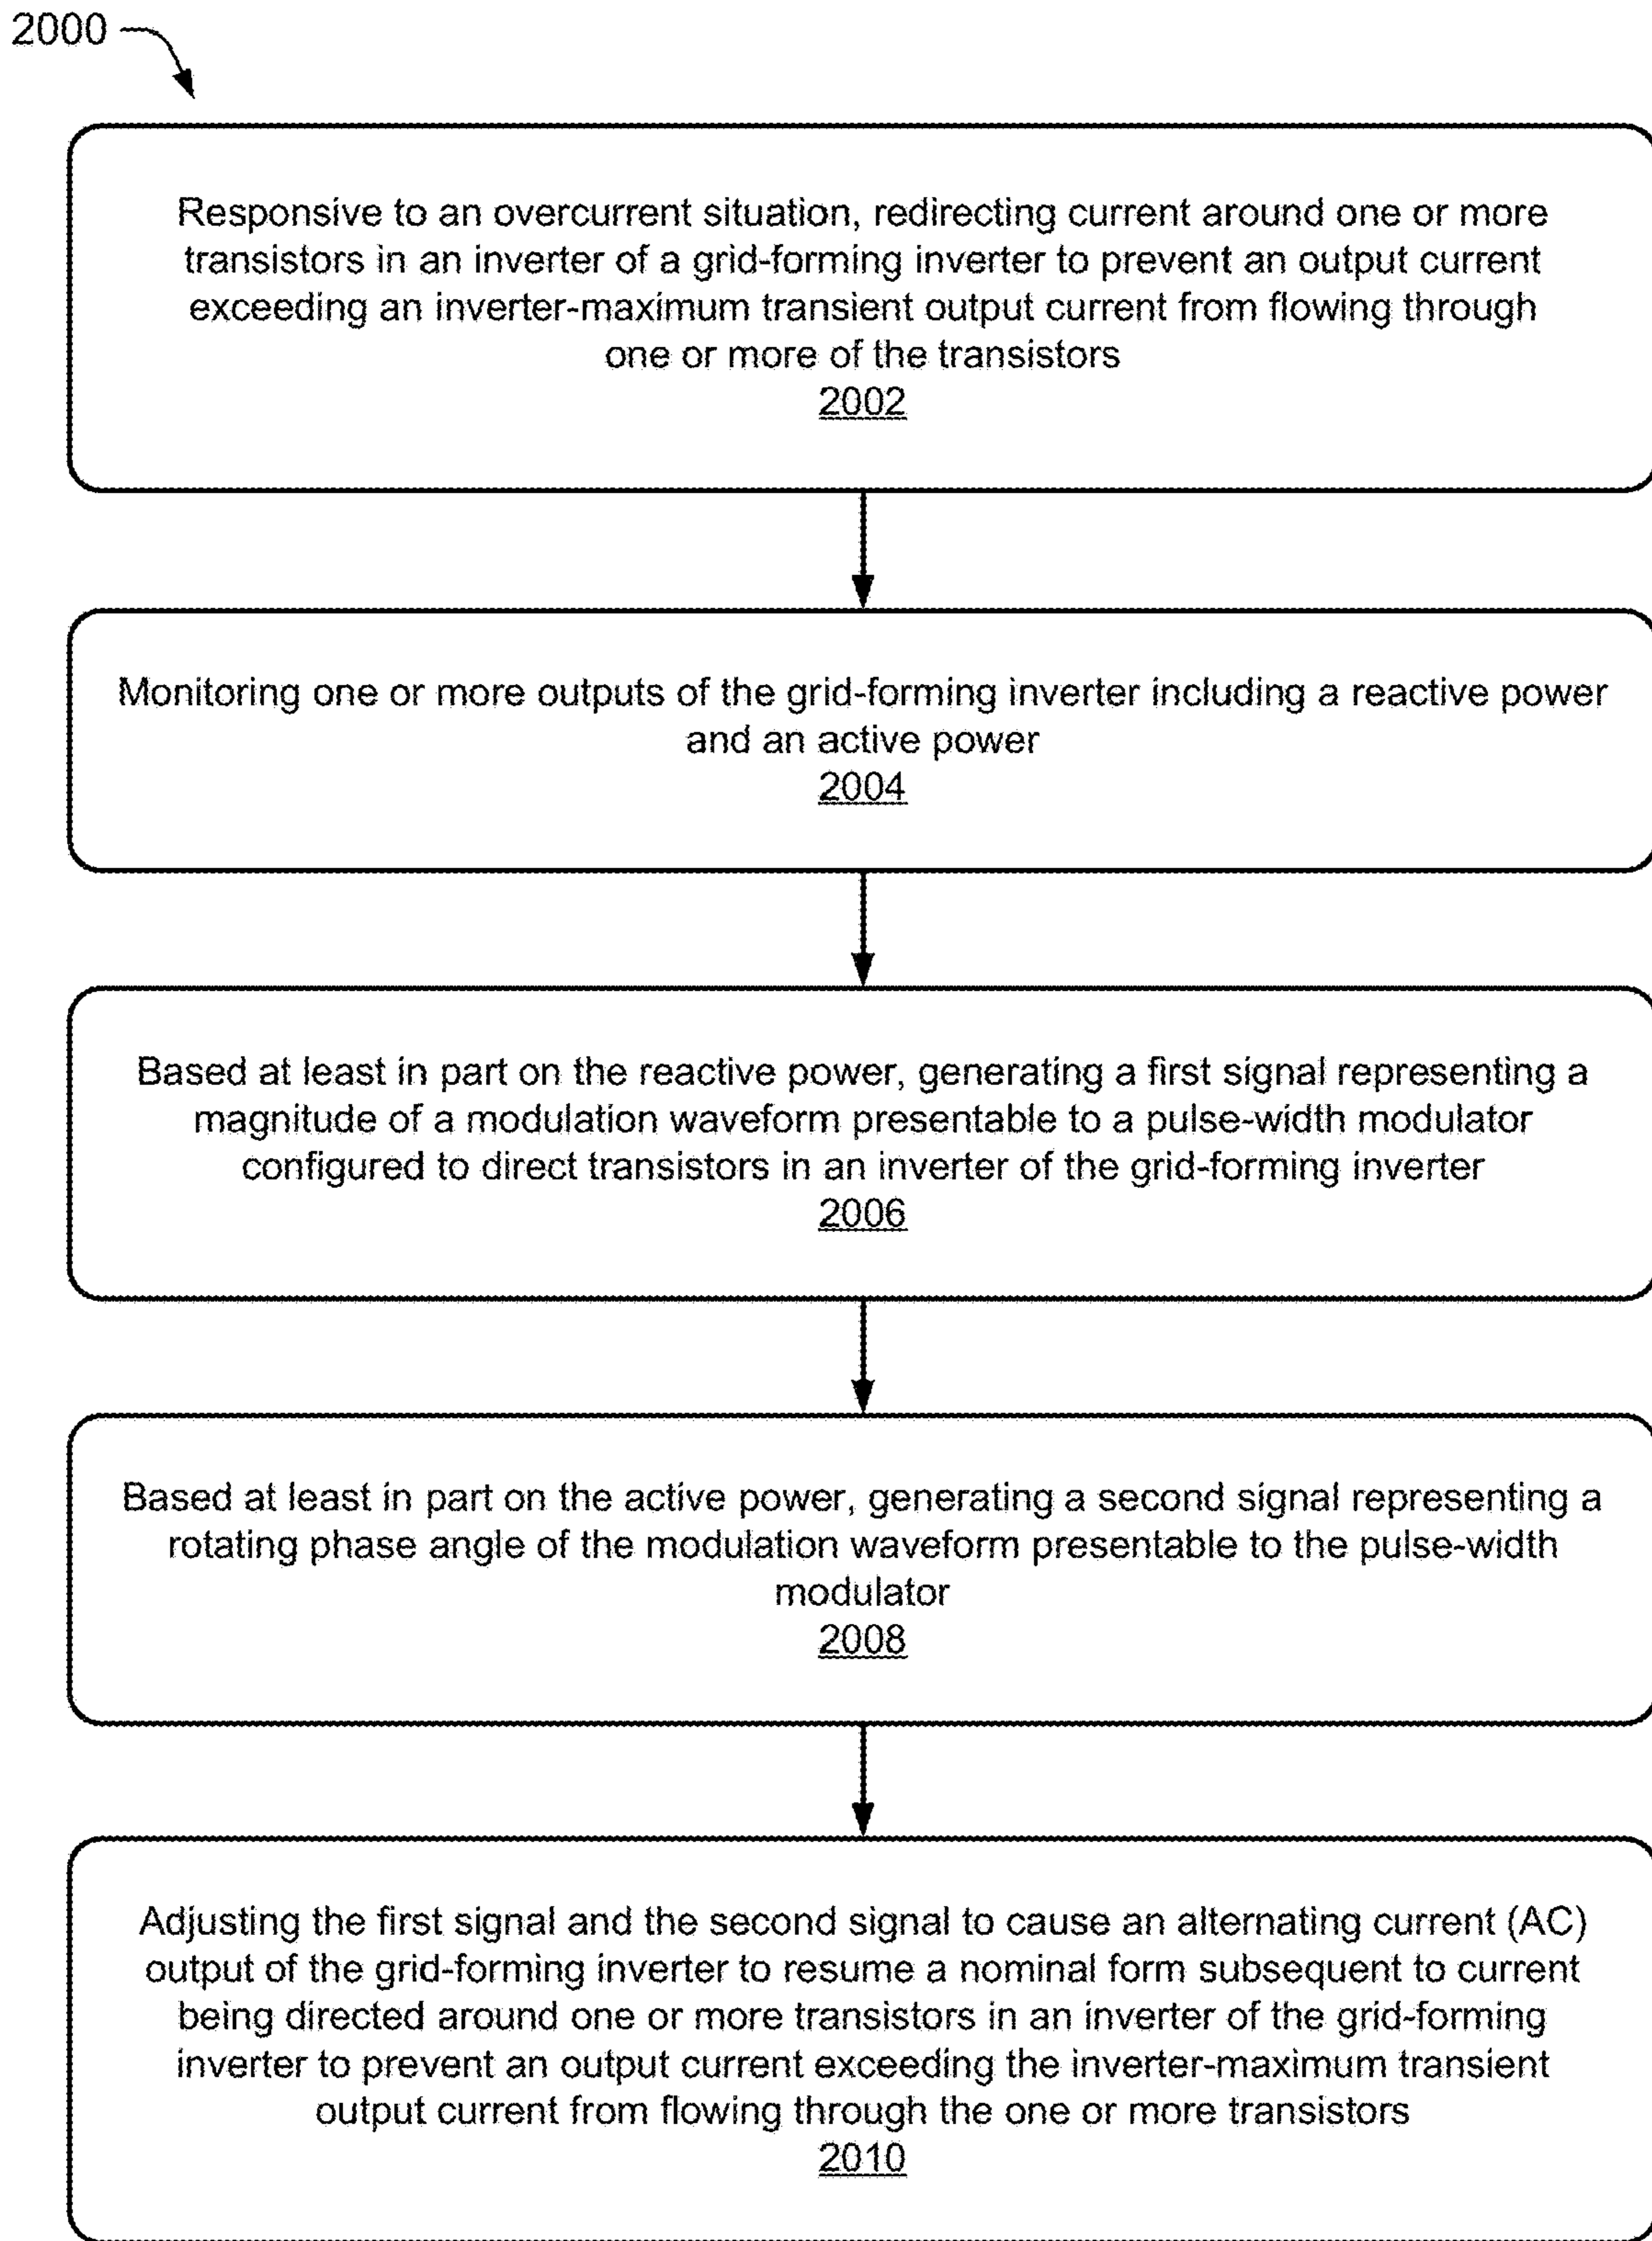 2000
Responsive to an overcurrent situation, redirecting current around one or more
transistors in an inverter of a grid-forming inverter to prevent an output current
exceeding an inverter-maximum transient output current from flowing through
one or more of the transistors
2002
Monitoring one or more outputs of the grid-forming inverter including a reactive power
and an active power
2004
Based at least in part on the reactive power, generating a first signal representing a
magnitude of a modulation waveform presentable to a pulse-width modulator
configured to direct transistors in an inverter of the grid-forming inverter
2006
Based at least in part on the active power, generating a second signal representing a
rotating phase angle of the modulation waveform presentable to the pulse-width
modulator
2008
Adjusting the first signal and the second signal to cause an alternating current (AC)
output of the grid-forming inverter to resume a nominal form subsequent to current
being directed around one or more transistors in an inverter of the grid-forming
inverter to prevent an output current exceeding the inverter-maximum transient
output current from flowing through the one or more transistors
2010